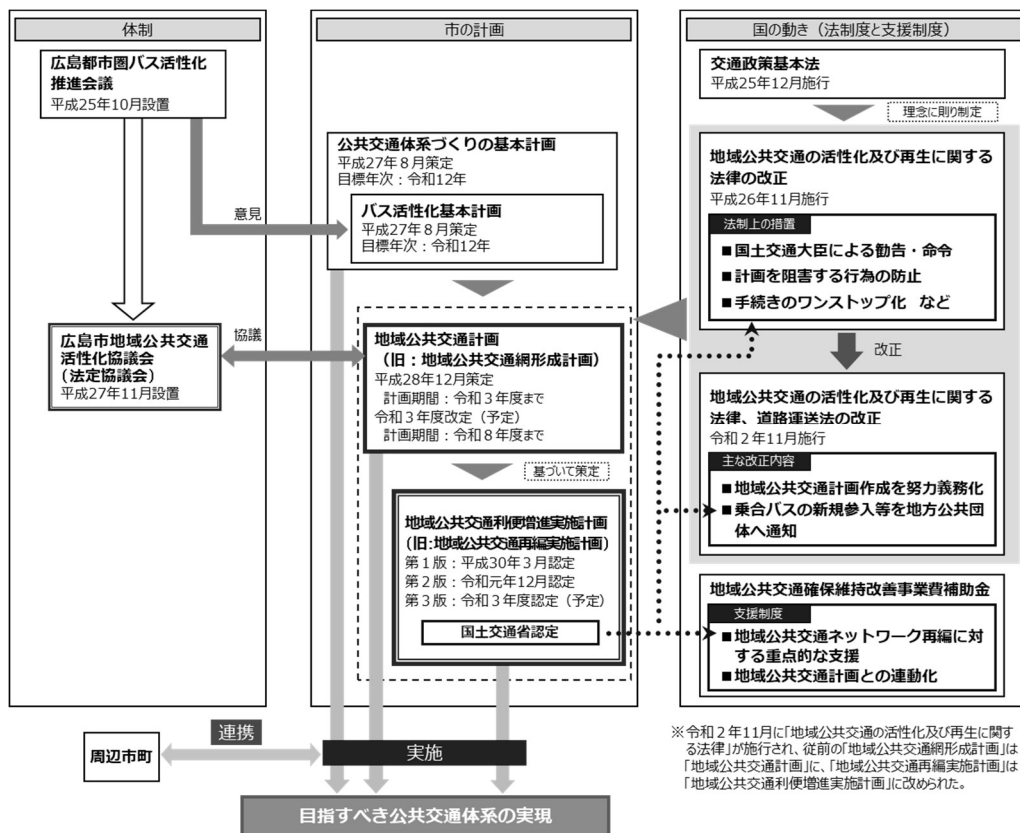 体制
広島都市圏バス活性化
推進会議
平成25年10月設置
意見
広島市地域公共交通
活性化協議会
(法定協議会)
平成27年11月設置
協議
市の計画
公共交通体系づくりの基本計画
平成27年8月策定
目標年次：令和12年
バス活性化基本計画
平成27年8月策定
目標年次：令和12年
地域公共交通計画
（旧：地域公共交通網形成計画）
平成28年12月策定
計画期間：令和3年度まで
令和3年度改定（予定）
計画期間：令和8年度まで
基づいて策定
地域公共交通利便増進実施計画
(旧:地域公共交通再編実施計画)
第1版：平成30年3月認定
第2版：令和元年12月認定
第3版：令和3年度認定（予定）
国土交通省認定
国の動き（法制度と支援制度）
交通政策基本法
平成25年12月施行
理念に則り制定
地域公共交通の活性化及び再生に関する
法律の改正
平成26年11月施行
法制上の措置
■国土交通大臣による勧告・命令
■計画を阻害する行為の防止
■手続きのワンストップ化　など
改正
地域公共交通の活性化及び再生に関する
法律、道路運送法の改正
令和2年11月施行
主な改正内容
■地域公共交通計画作成を努力義務化
■乗合バスの新規参入等を地方公共団
体へ通知
地域公共交通確保維持改善事業費補助金
支援制度
■地域公共交通ネットワーク再編に対
する重点的な支援
■地域公共交通計画との連動化
※令和2年11月に「地域公共交通の活性化及び再生に関す
る法律」が施行され、従前の「地域公共交通網形成計画」は
「地域公共交通計画」に、「地域公共交通再編実施計画」は
「地域公共交通利便増進実施計画」に改められた。
周辺市町
連携
実施
目指すべき公共交通体系の実現